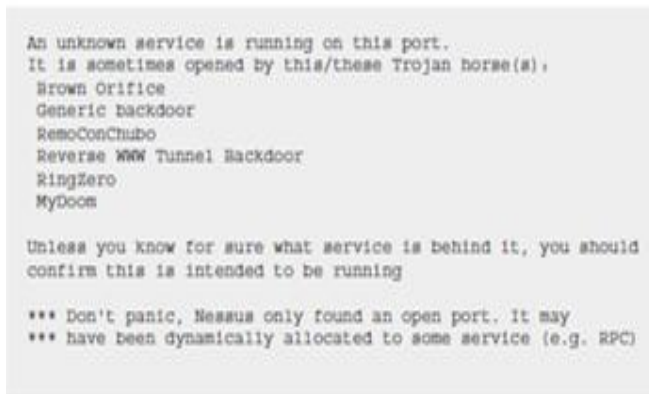 An unknown service is running on this port.
It is sometimes opened by this/these Trojan horse(s):
Brown Orifice
Generic backdoor
RemoConChubo
Reverse WWW Tunnel Backdoor
RingZero
MyDoom
Unless you know for sure what service is behind it, you should
confirm this is intended to be running
*** Don't panic, Nessus only found an open port. It may
*** have been dynamically allocated to some service (e.g. RPC)